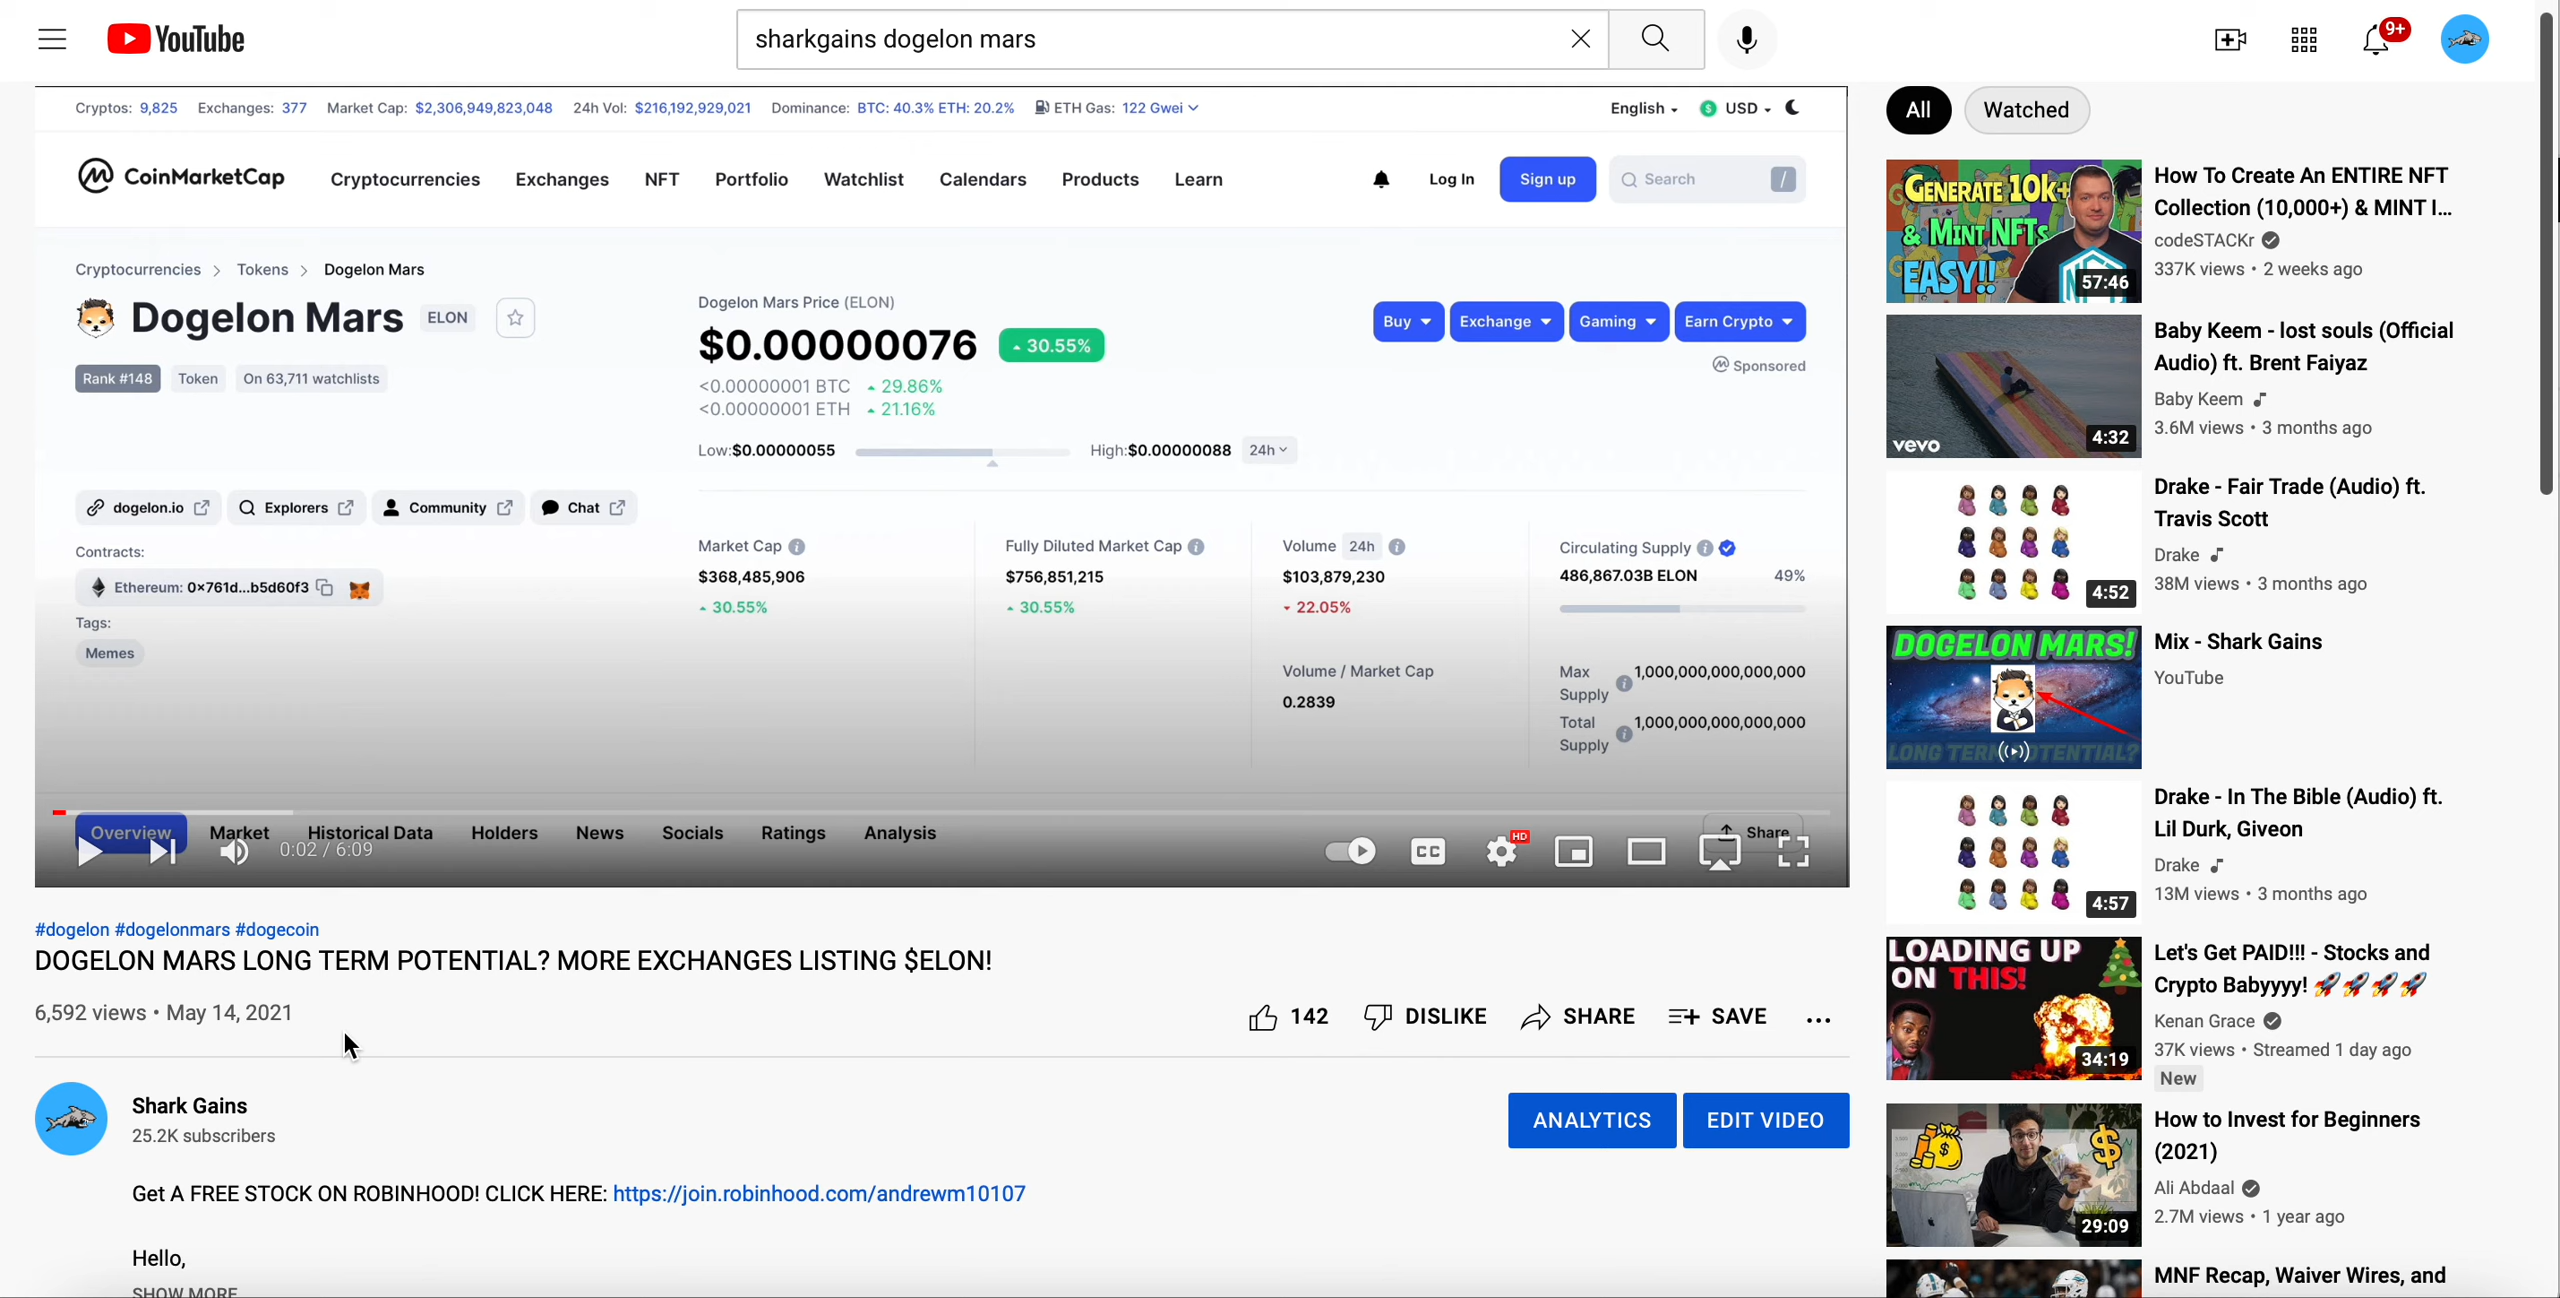 YouTube
sharkgains dogelon mars
9+
Cryptos: 9,825 Exchanges: 377 Market Cap: $2,306,949,823,048 24h Vol: $216,192,929,021 Dominance: BTC: 40.3% ETH: 20.2% ETH Gas: 122 Gwei
English USD
CoinMarketCap Cryptocurrencies Exchanges NFT Portfolio Watchlist Calendars Products Learn Log In Sign up Search /
Cryptocurrencies > Tokens > Dogelon Mars
Dogelon Mars ELON
Rank #148 Token On 63,711 watchlists
Dogelon Mars Price (ELON)
$0.00000076 30.55%
<0.00000001 BTC 29.86%
<0.00000001 ETH 21.16%
Low:$0.00000055 High:$0.00000088 24h
Buy Exchange Gaming Earn Crypto
Sponsored
dogelon.io Explorers Community Chat
Contracts:
Ethereum: 0x761d...b5d60f3
Tags:
Memes
Market Cap
$368,485,906
30.55%
Fully Diluted Market Cap
$756,851,215
30.55%
Volume 24h
$103,879,230
22.05%
Volume / Market Cap
0.2839
Circulating Supply
486,867.03B ELON 49%
Max Supply 1,000,000,000,000,000
Total Supply 1,000,000,000,000,000
Overview Market Historical Data Holders News Socials Ratings Analysis Share
0:02 / 6:09
CC HD
#dogelon #dogelonmars #dogecoin
DOGELON MARS LONG TERM POTENTIAL? MORE EXCHANGES LISTING $ELON!
6,592 views • May 14, 2021
142 DISLIKE SHARE SAVE ...
Shark Gains
25.2K subscribers
ANALYTICS EDIT VIDEO
Get A FREE STOCK ON ROBINHOOD! CLICK HERE: https://join.robinhood.com/andrewm10107
Hello,
SHOW MORE
All Watched
GENERATE 10K+
& MINT NFTs
EASY!!
57:46
How To Create An ENTIRE NFT
Collection (10,000+) & MINT I...
codeSTACKr
337K views • 2 weeks ago
vevo
4:32
Baby Keem - lost souls (Official
Audio) ft. Brent Faiyaz
Baby Keem
3.6M views • 3 months ago
4:52
Drake - Fair Trade (Audio) ft.
Travis Scott
Drake
38M views • 3 months ago
DOGELON MARS!
LONG TERM POTENTIAL?
Mix - Shark Gains
YouTube
4:57
Drake - In The Bible (Audio) ft.
Lil Durk, Giveon
Drake
13M views • 3 months ago
LOADING UP
ON THIS!
34:19
Let's Get PAID!!! - Stocks and
Crypto Babyyyy! 🚀🚀🚀🚀
Kenan Grace
37K views • Streamed 1 day ago
New
29:09
How to Invest for Beginners
(2021)
Ali Abdaal
2.7M views • 1 year ago
MNF Recap, Waiver Wires, and